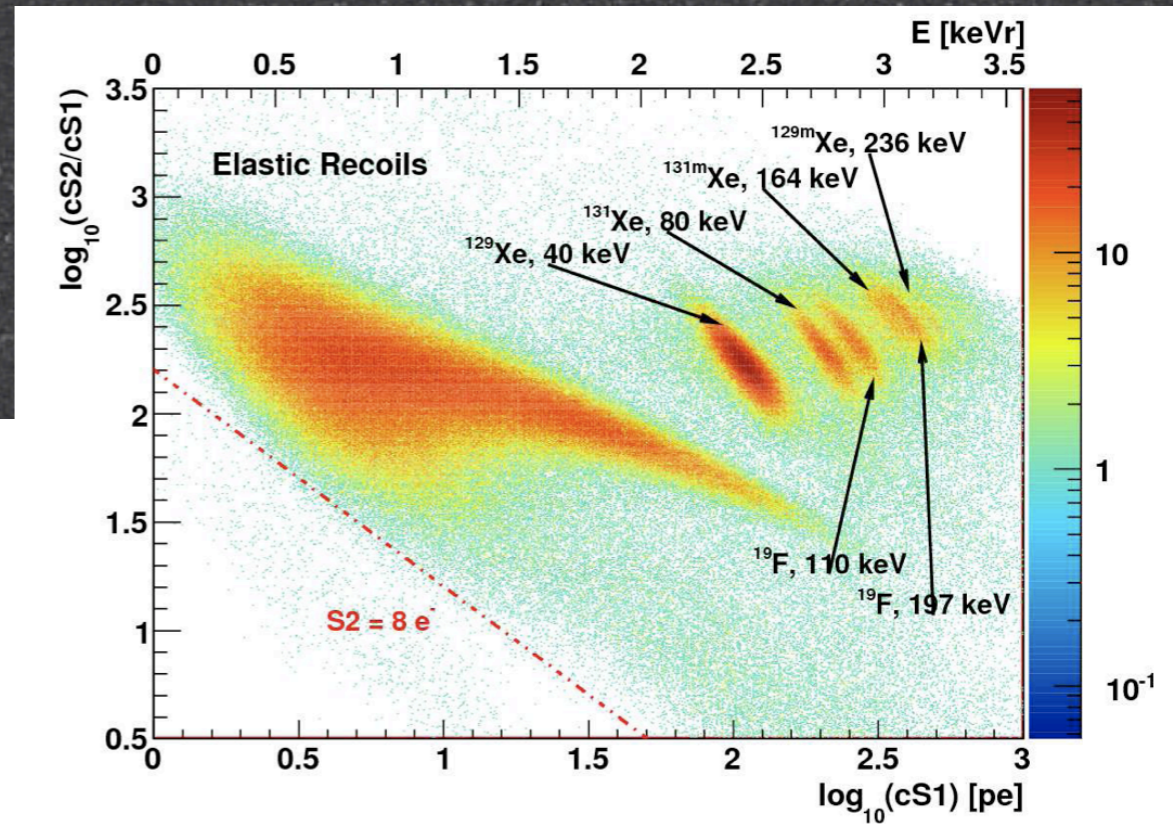 E [keVr]
0 0.5 1 1.5 2 2.5 3 3.5
log₁₀(cS2/cS1)
3.5
3
2.5
2
1.5
1
0.5
Elastic Recoils
¹²⁹ᵐXe, 236 keV
¹³¹ᵐXe, 164 keV
¹³¹Xe, 80 keV
¹²⁹Xe, 40 keV
¹⁹F, 110 keV
¹⁹F, 197 keV
S2 = 8 e⁻
10
1
10⁻¹
0 0.5 1 1.5 2 2.5 3
log₁₀(cS1) [pe]